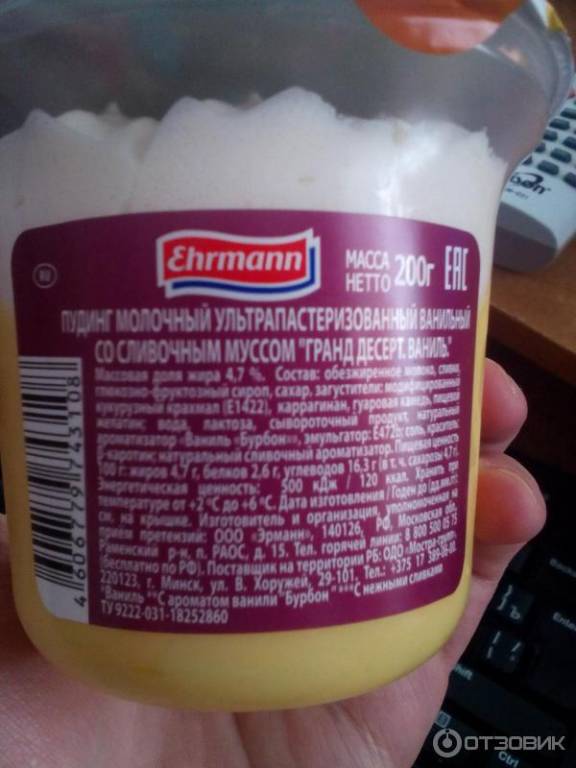 Ehrmann
МАССА НЕТТО 200г EAC
RU
ПУДИНГ МОЛОЧНЫЙ УЛЬТРАПАСТЕРИЗОВАННЫЙ ВАНИЛЬНЫЙ
СО СЛИВОЧНЫМ МУССОМ "ГРАНД ДЕСЕРТ. ВАНИЛЬ."
Массовая доля жира 4,7 %. Состав: обезжиренное молоко, сливки,
глюкозно-фруктозный сироп, сахар, загустители: модифицированный
кукурузный крахмал (E1422), каррагинан, гуаровая камедь, пищевой
желатин; вода, лактоза, сывороточный продукт, натуральный
ароматизатор «Ваниль «Бурбон»», эмульгатор: E472b; соль, краситель:
β-каротин; натуральный сливочный ароматизатор. Пищевая ценность
100 г: жиров 4,7 г, белков 2,6 г, углеводов 16,3 г (в т. ч. сахарозы 4,7 г).
Энергетическая ценность: 500 кДж / 120 ккал. Хранить при
температуре от +2 °С до +6 °С. Дата изготовления / Годен до (дд.мм.гг):
см. на крышке. Изготовитель и организация, уполномоченная на
прием претензий: ООО «Эрманн», 140126, РФ, Московская обл.,
Раменский р-н, п. РАОС, д. 15. Тел. горячей линии: 8 800 500 05 75
(бесплатно по РФ). Поставщик на территории РБ: ОДО «Мостра-групп»,
220123, г. Минск, ул. В. Хоружей, 29-101. Тел.: +375 17
*Ваниль **С ароматом ванили "Бурбон" ***С нежными сливками
ТУ 9222-031-18252860
4 606779 743108
Ctrl
ОТЗОВИК